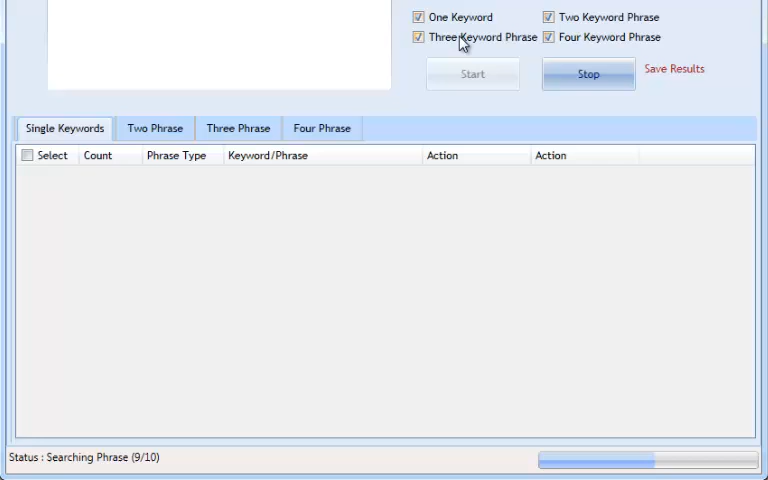 One Keyword Two Keyword Phrase
Three Keyword Phrase Four Keyword Phrase
Start Stop Save Results
Single Keywords Two Phrase Three Phrase Four Phrase
Select Count Phrase Type Keyword/Phrase Action Action
Status : Searching Phrase (9/10)